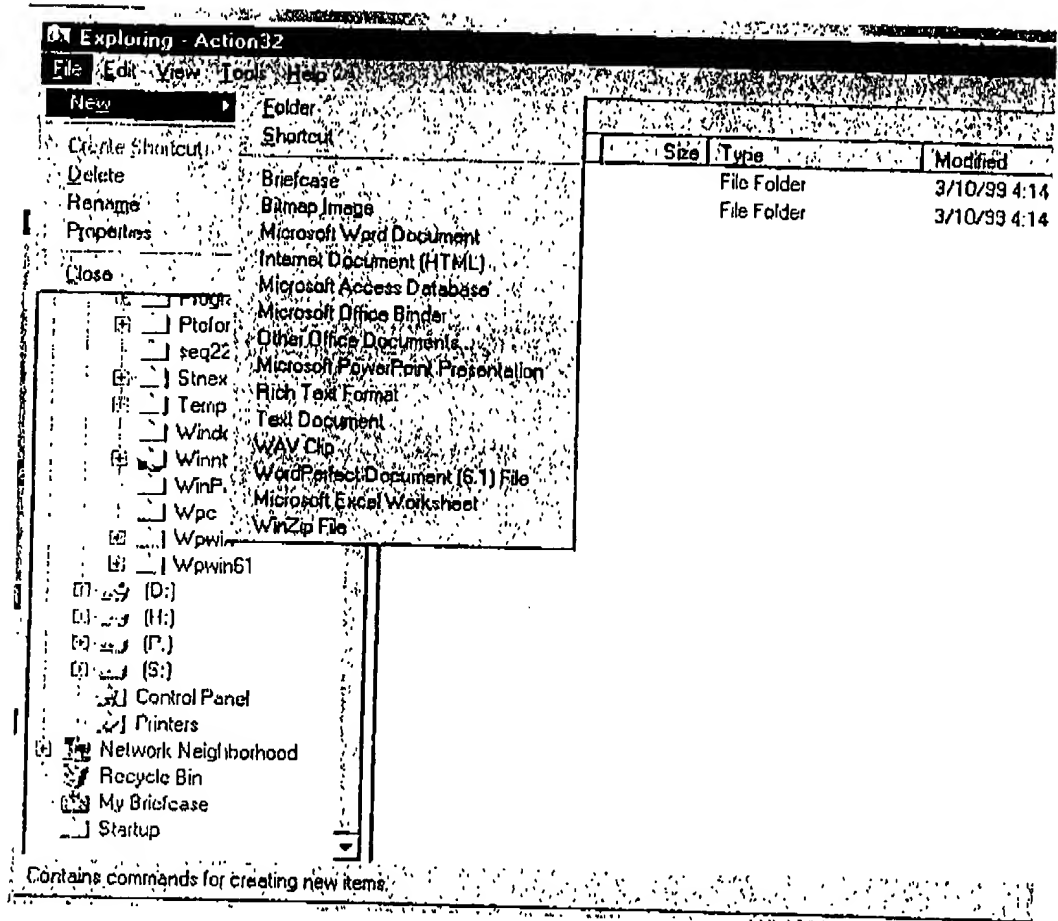 Exploring - Action32
File Edit View Tools Help
New
Create Shortcut
Delete
Rename
Properties
Close
Folder
Shortcut
Briefcase
Bitmap Image
Microsoft Word Document
Internet Document (HTML)
Microsoft Access Database
Microsoft Office Binder
Other Office Documents...
Microsoft PowerPoint Presentation
Rich Text Format
Text Document
WAV Clip
WordPerfect Document (6.1) File
Microsoft Excel Worksheet
WinZip File
Size Type Modified
File Folder 3/10/99 4:14
File Folder 3/10/99 4:14
Progra
Ptofor
seq22
Stnex
Temp
Windo
Winnt
WinP
Wpc
Wpwin
Wpwin61
(D:)
(H:)
(P:)
(S:)
Control Panel
Printers
Network Neighborhood
Recycle Bin
My Briefcase
Startup
Contains commands for creating new items.